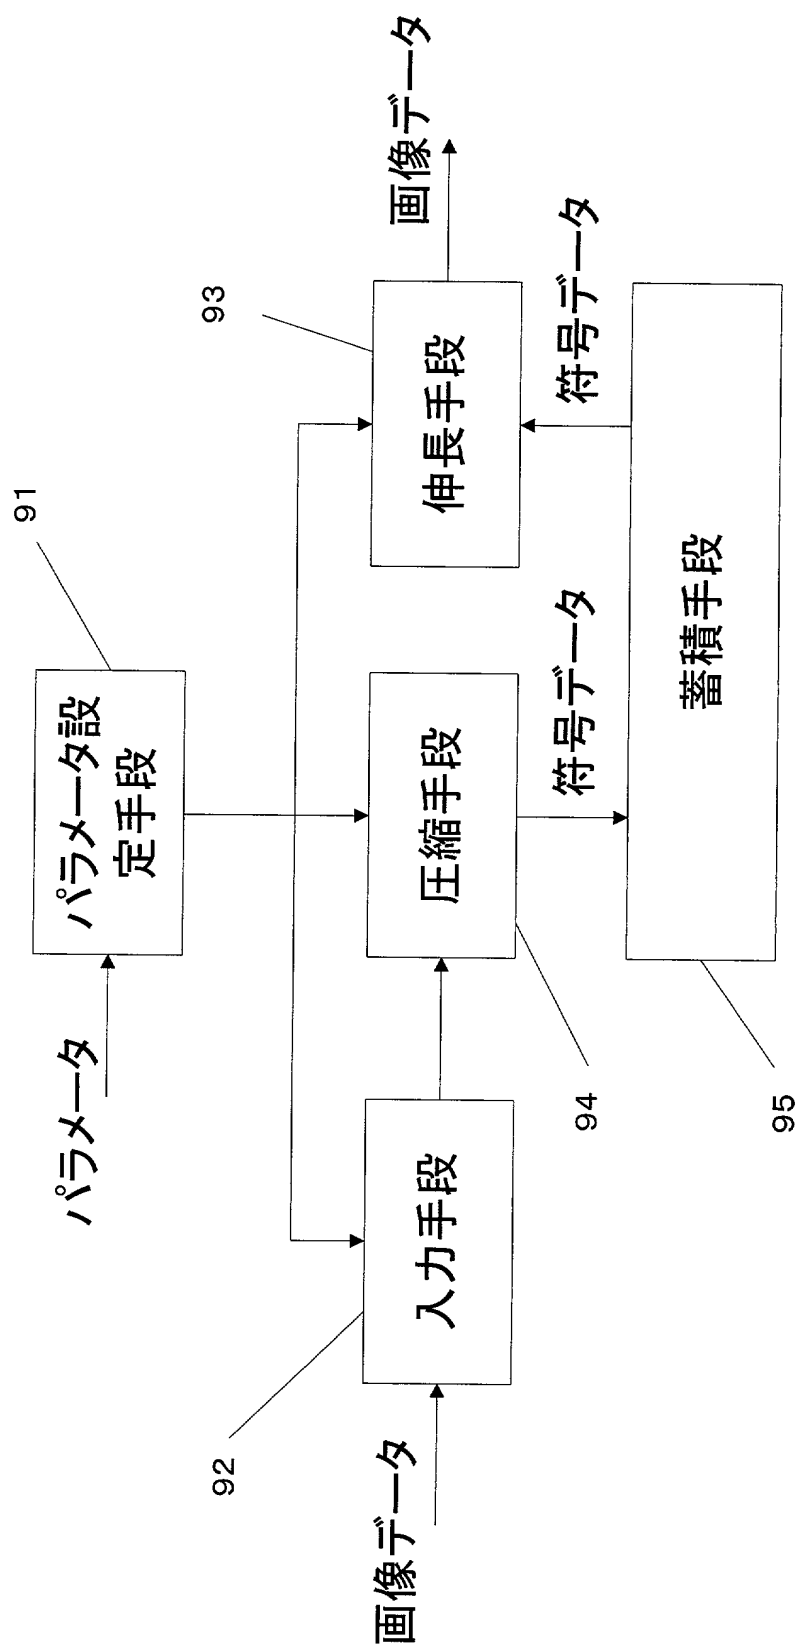 91
パラメータ
パラメータ設
定手段
92
93
画像データ
入力手段
圧縮手段
伸長手段
画像データ
94
符号データ
符号データ
95
蓄積手段